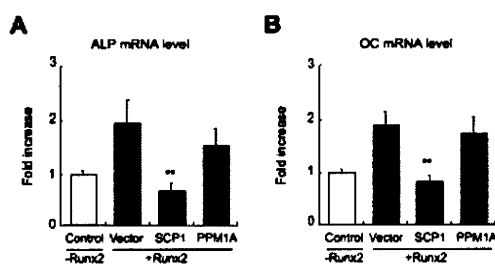 A
ALP mRNA level
Fold increase
3
2
1
0
**
Control Vector SCP1 PPM1A
-Runx2 +Runx2
B
OC mRNA level
Fold increase
3
2
1
0
**
Control Vector SCP1 PPM1A
-Runx2 +Runx2